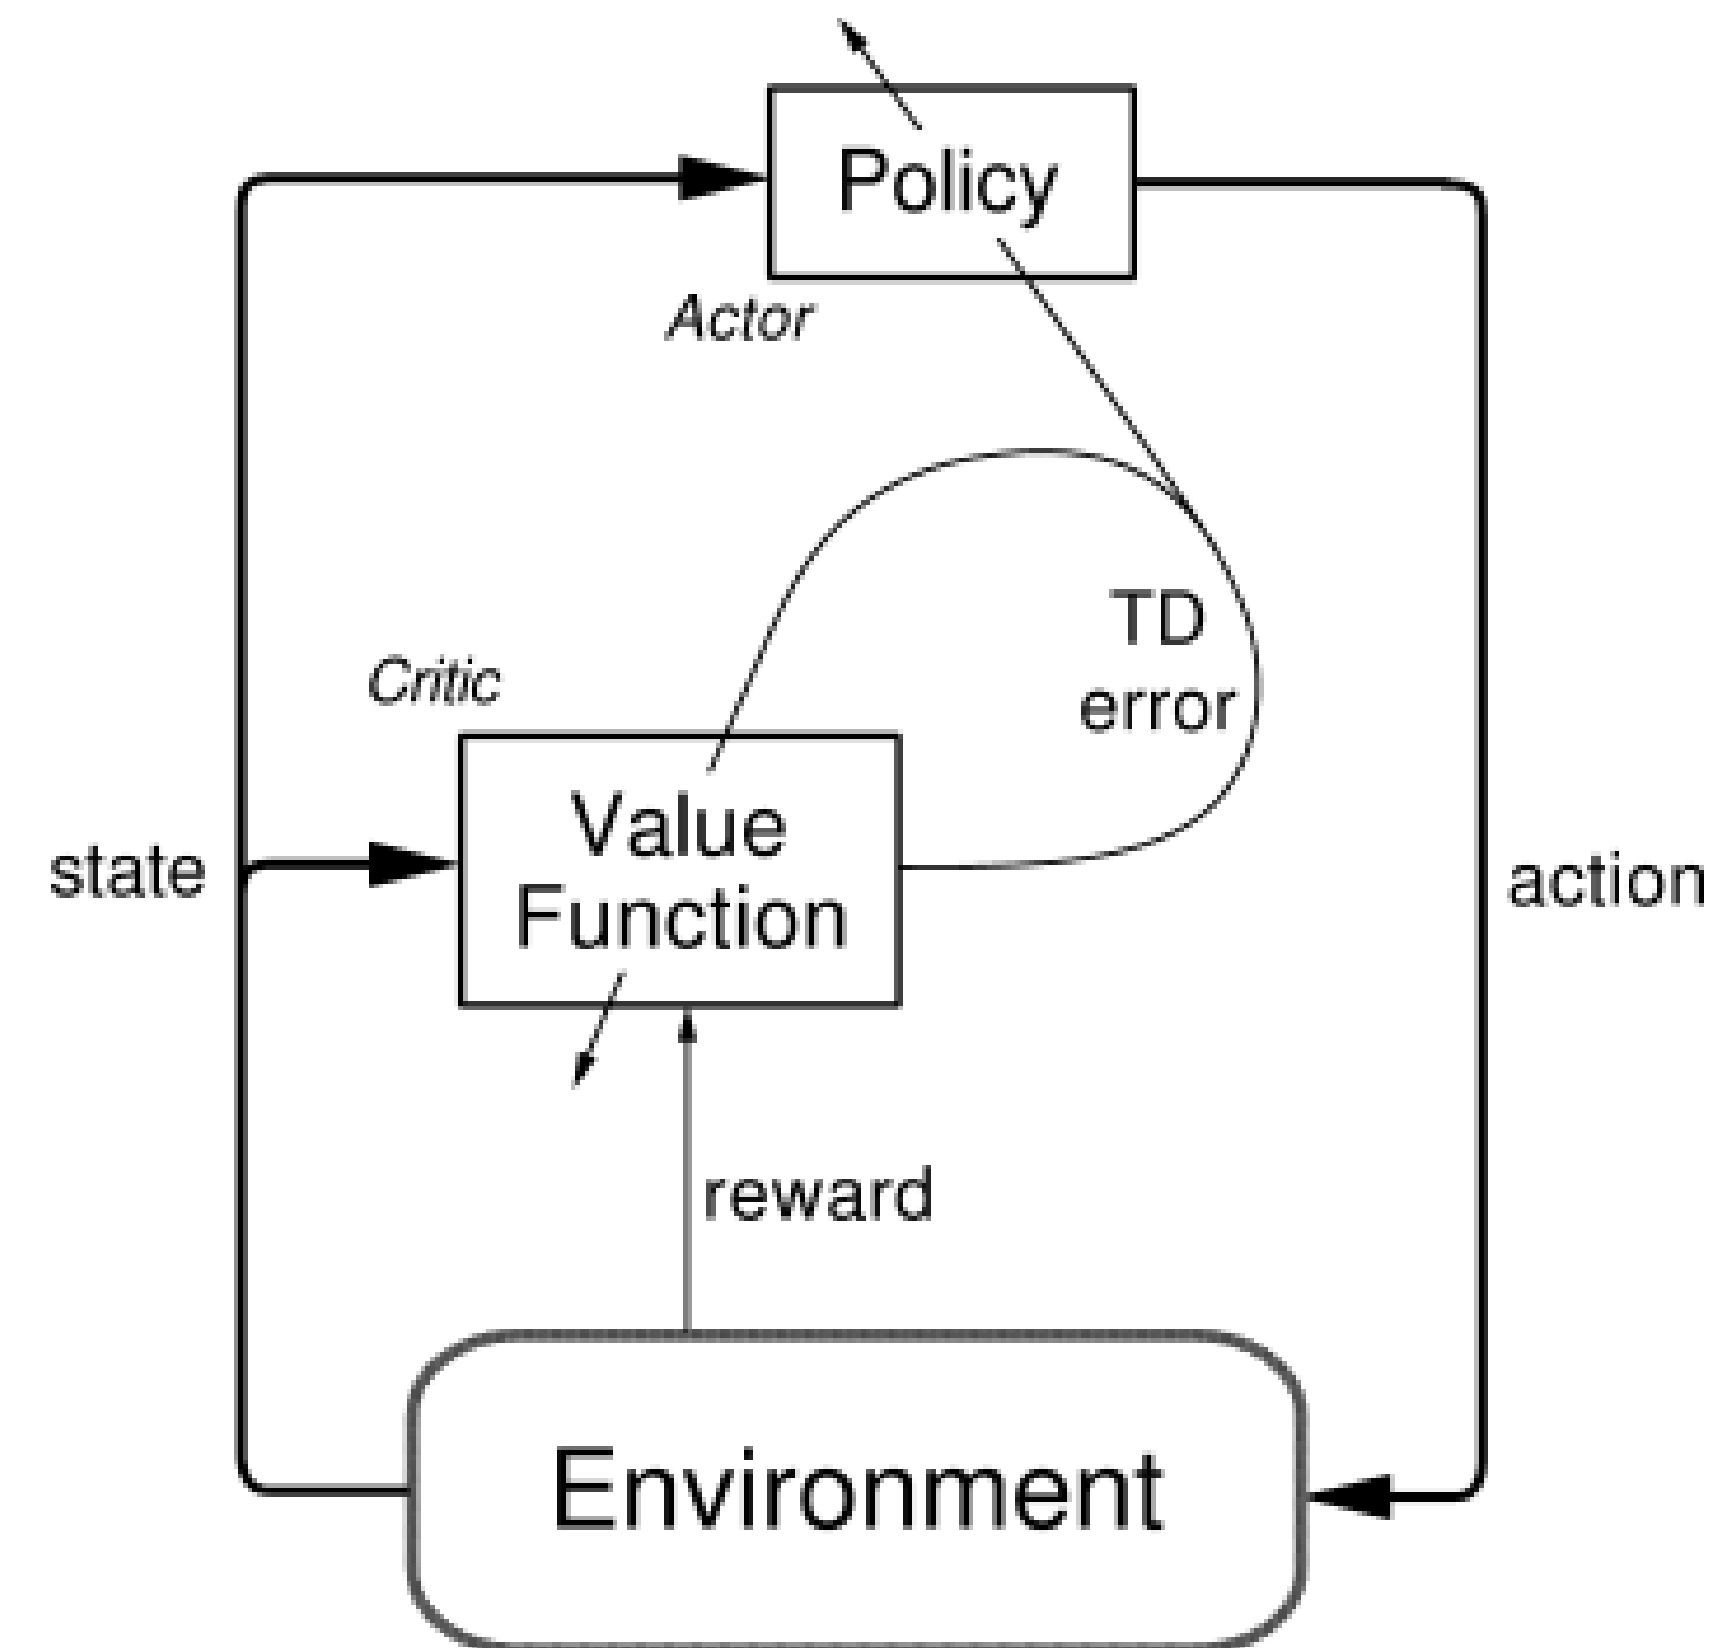 Policy
Actor
TD
error
Critic
Value
Function
state
action
reward
Environment